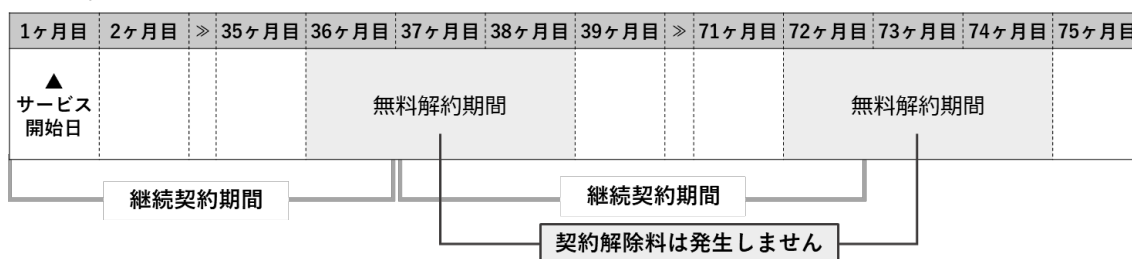 1ヶ月目 2ヶ月目 ≫ 35ヶ月目 36ヶ月目 37ヶ月目 38ヶ月目 39ヶ月目 ≫ 71ヶ月目 72ヶ月目 73ヶ月目 74ヶ月目 75ヶ月目
▲
サービス
開始日
無料解約期間 無料解約期間
継続契約期間 継続契約期間
契約解除料は発生しません